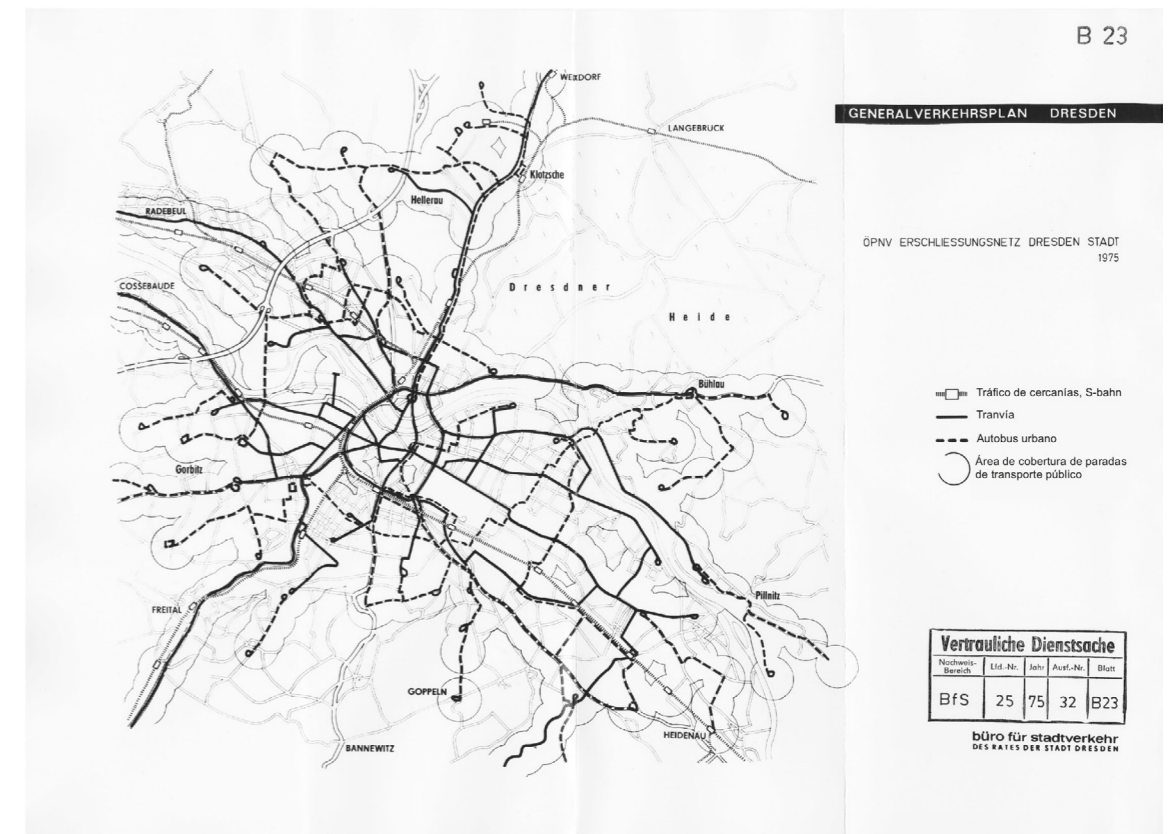 B 23
GENERALVERKEHRSPLAN DRESDEN
ÖPNV ERSCHLIESSUNGSNETZ DRESDEN STADT
1975
Tráfico de cercanías, S-bahn
Tranvía
Autobus urbano
Área de cobertura de paradas
de transporte público
WEIXDORF
LANGEBRÜCK
Klotzsche
Hellerau
RADEBEUL
COSSEBAUDE
Dresdner
Heide
Bühlau
Gorbitz
Pillnitz
FREITAL
GOPPELN
HEIDENAU
BANNEWITZ
Vertrauliche Dienstsache
Nachweis-Bereich Lfd.-Nr. Jahr Ausf.-Nr. Blatt
BfS 25 75 32 B23
büro für stadtverkehr
DES RATES DER STADT DRESDEN